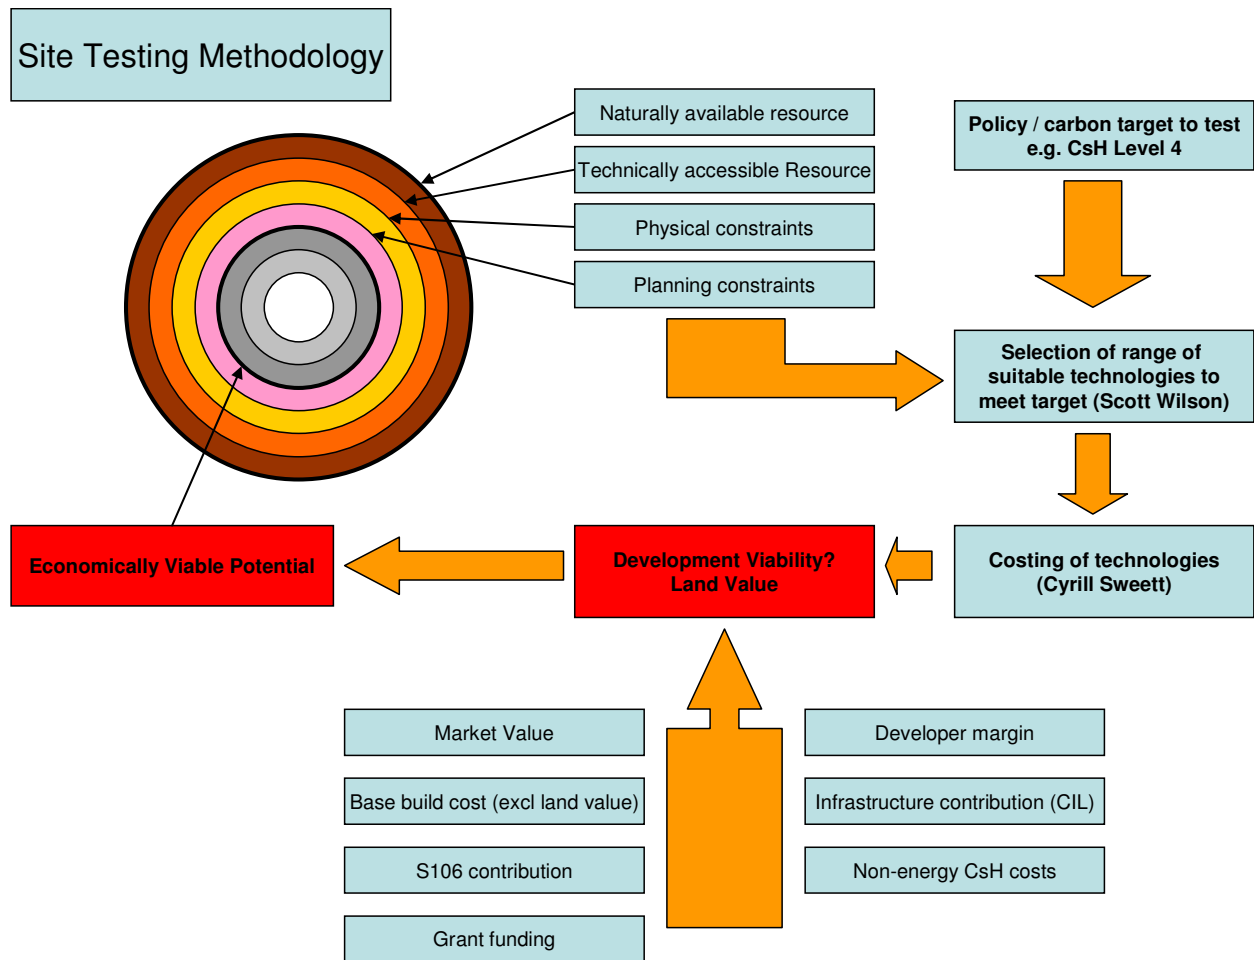 Site Testing Methodology
Naturally available resource
Technically accessible Resource
Physical constraints
Planning constraints
Policy / carbon target to test
e.g. CsH Level 4
Selection of range of
suitable technologies to
meet target (Scott Wilson)
Costing of technologies
(Cyrill Sweett)
Development Viability?
Land Value
Economically Viable Potential
Market Value
Base build cost (excl land value)
S106 contribution
Grant funding
Developer margin
Infrastructure contribution (CIL)
Non-energy CsH costs